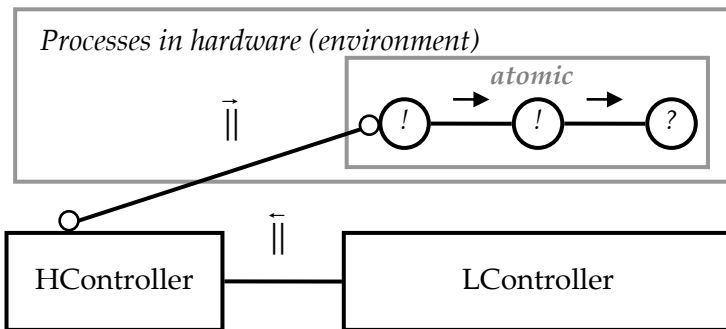 Processes in hardware (environment)
atomic
! ! ?
||
||
HController LController